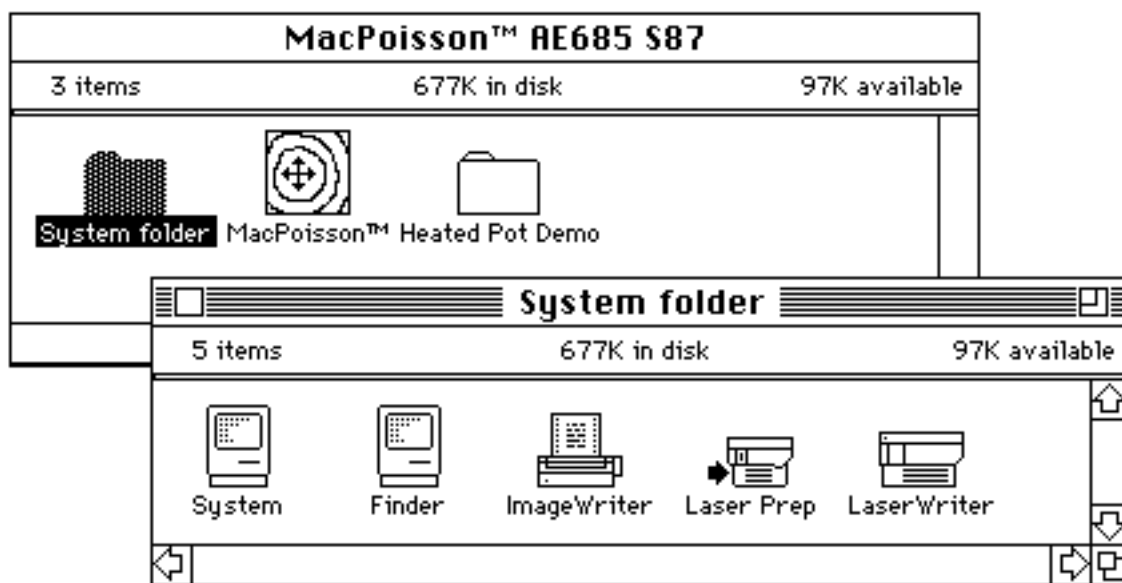 MacPoisson™ AE685 S87
3 items 677K in disk 97K available
System folder MacPoisson™ Heated Pot Demo
System folder
5 items 677K in disk 97K available
System Finder ImageWriter Laser Prep LaserWriter